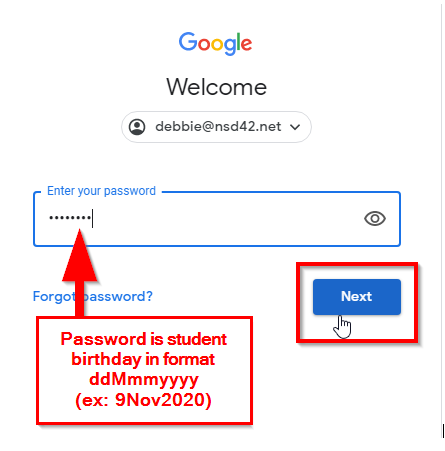 Google
Welcome
debbie@nsd42.net
Enter your password
••••••••
Forgot password?
Next
Password is student
birthday in format
ddMmmyyyy
(ex: 9Nov2020)